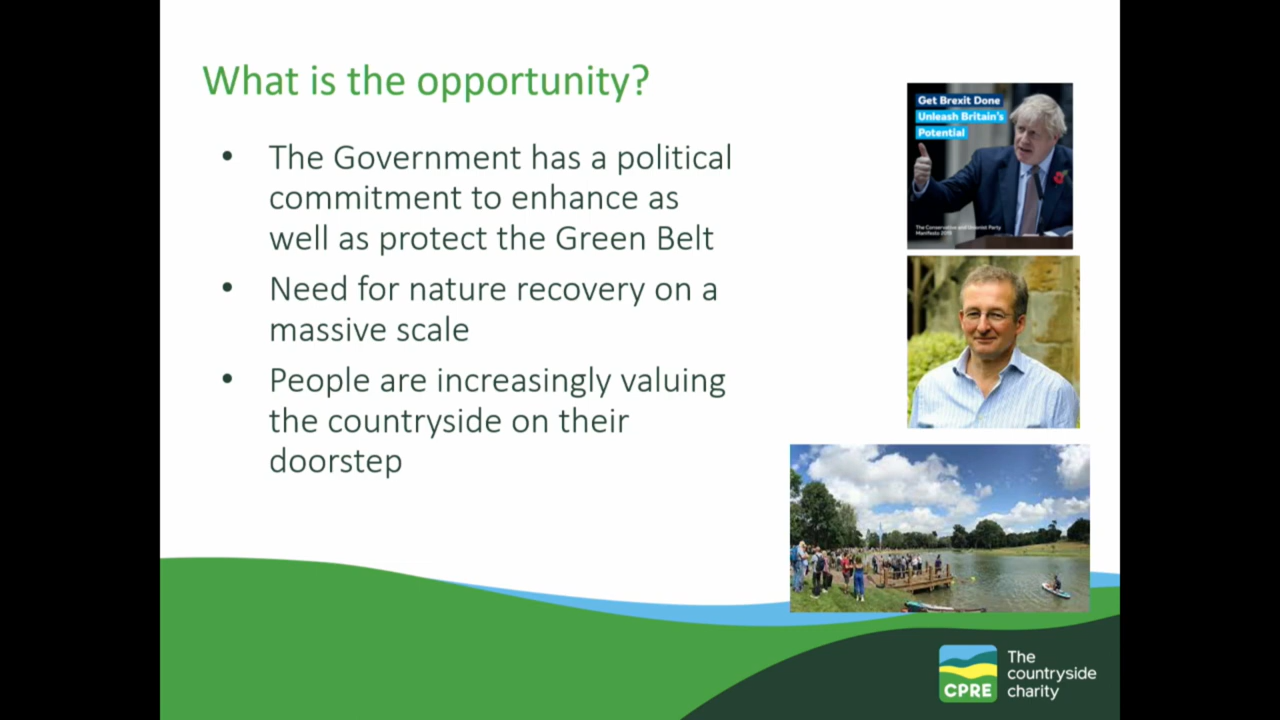 What is the opportunity?
• The Government has a political
commitment to enhance as
well as protect the Green Belt
• Need for nature recovery on a
massive scale
• People are increasingly valuing
the countryside on their
doorstep
Get Brexit Done
Unleash Britain's
Potential
The Conservative and Unionist Party
Manifesto 2019
CPRE
The
countryside
charity